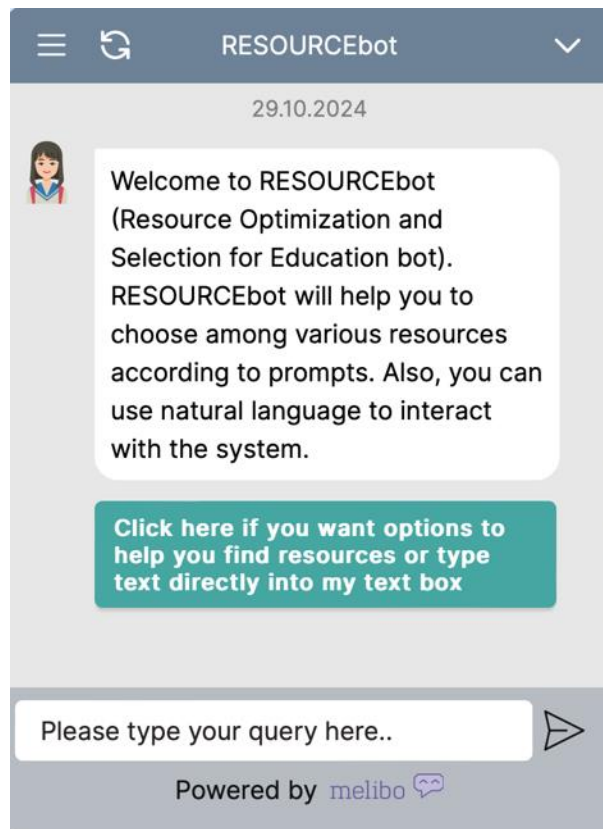 RESOURCEbot
29.10.2024
Welcome to RESOURCEbot
(Resource Optimization and
Selection for Education bot).
RESOURCEbot will help you to
choose among various resources
according to prompts. Also, you can
use natural language to interact
with the system.
Click here if you want options to
help you find resources or type
text directly into my text box
Please type your query here..
Powered by melibo